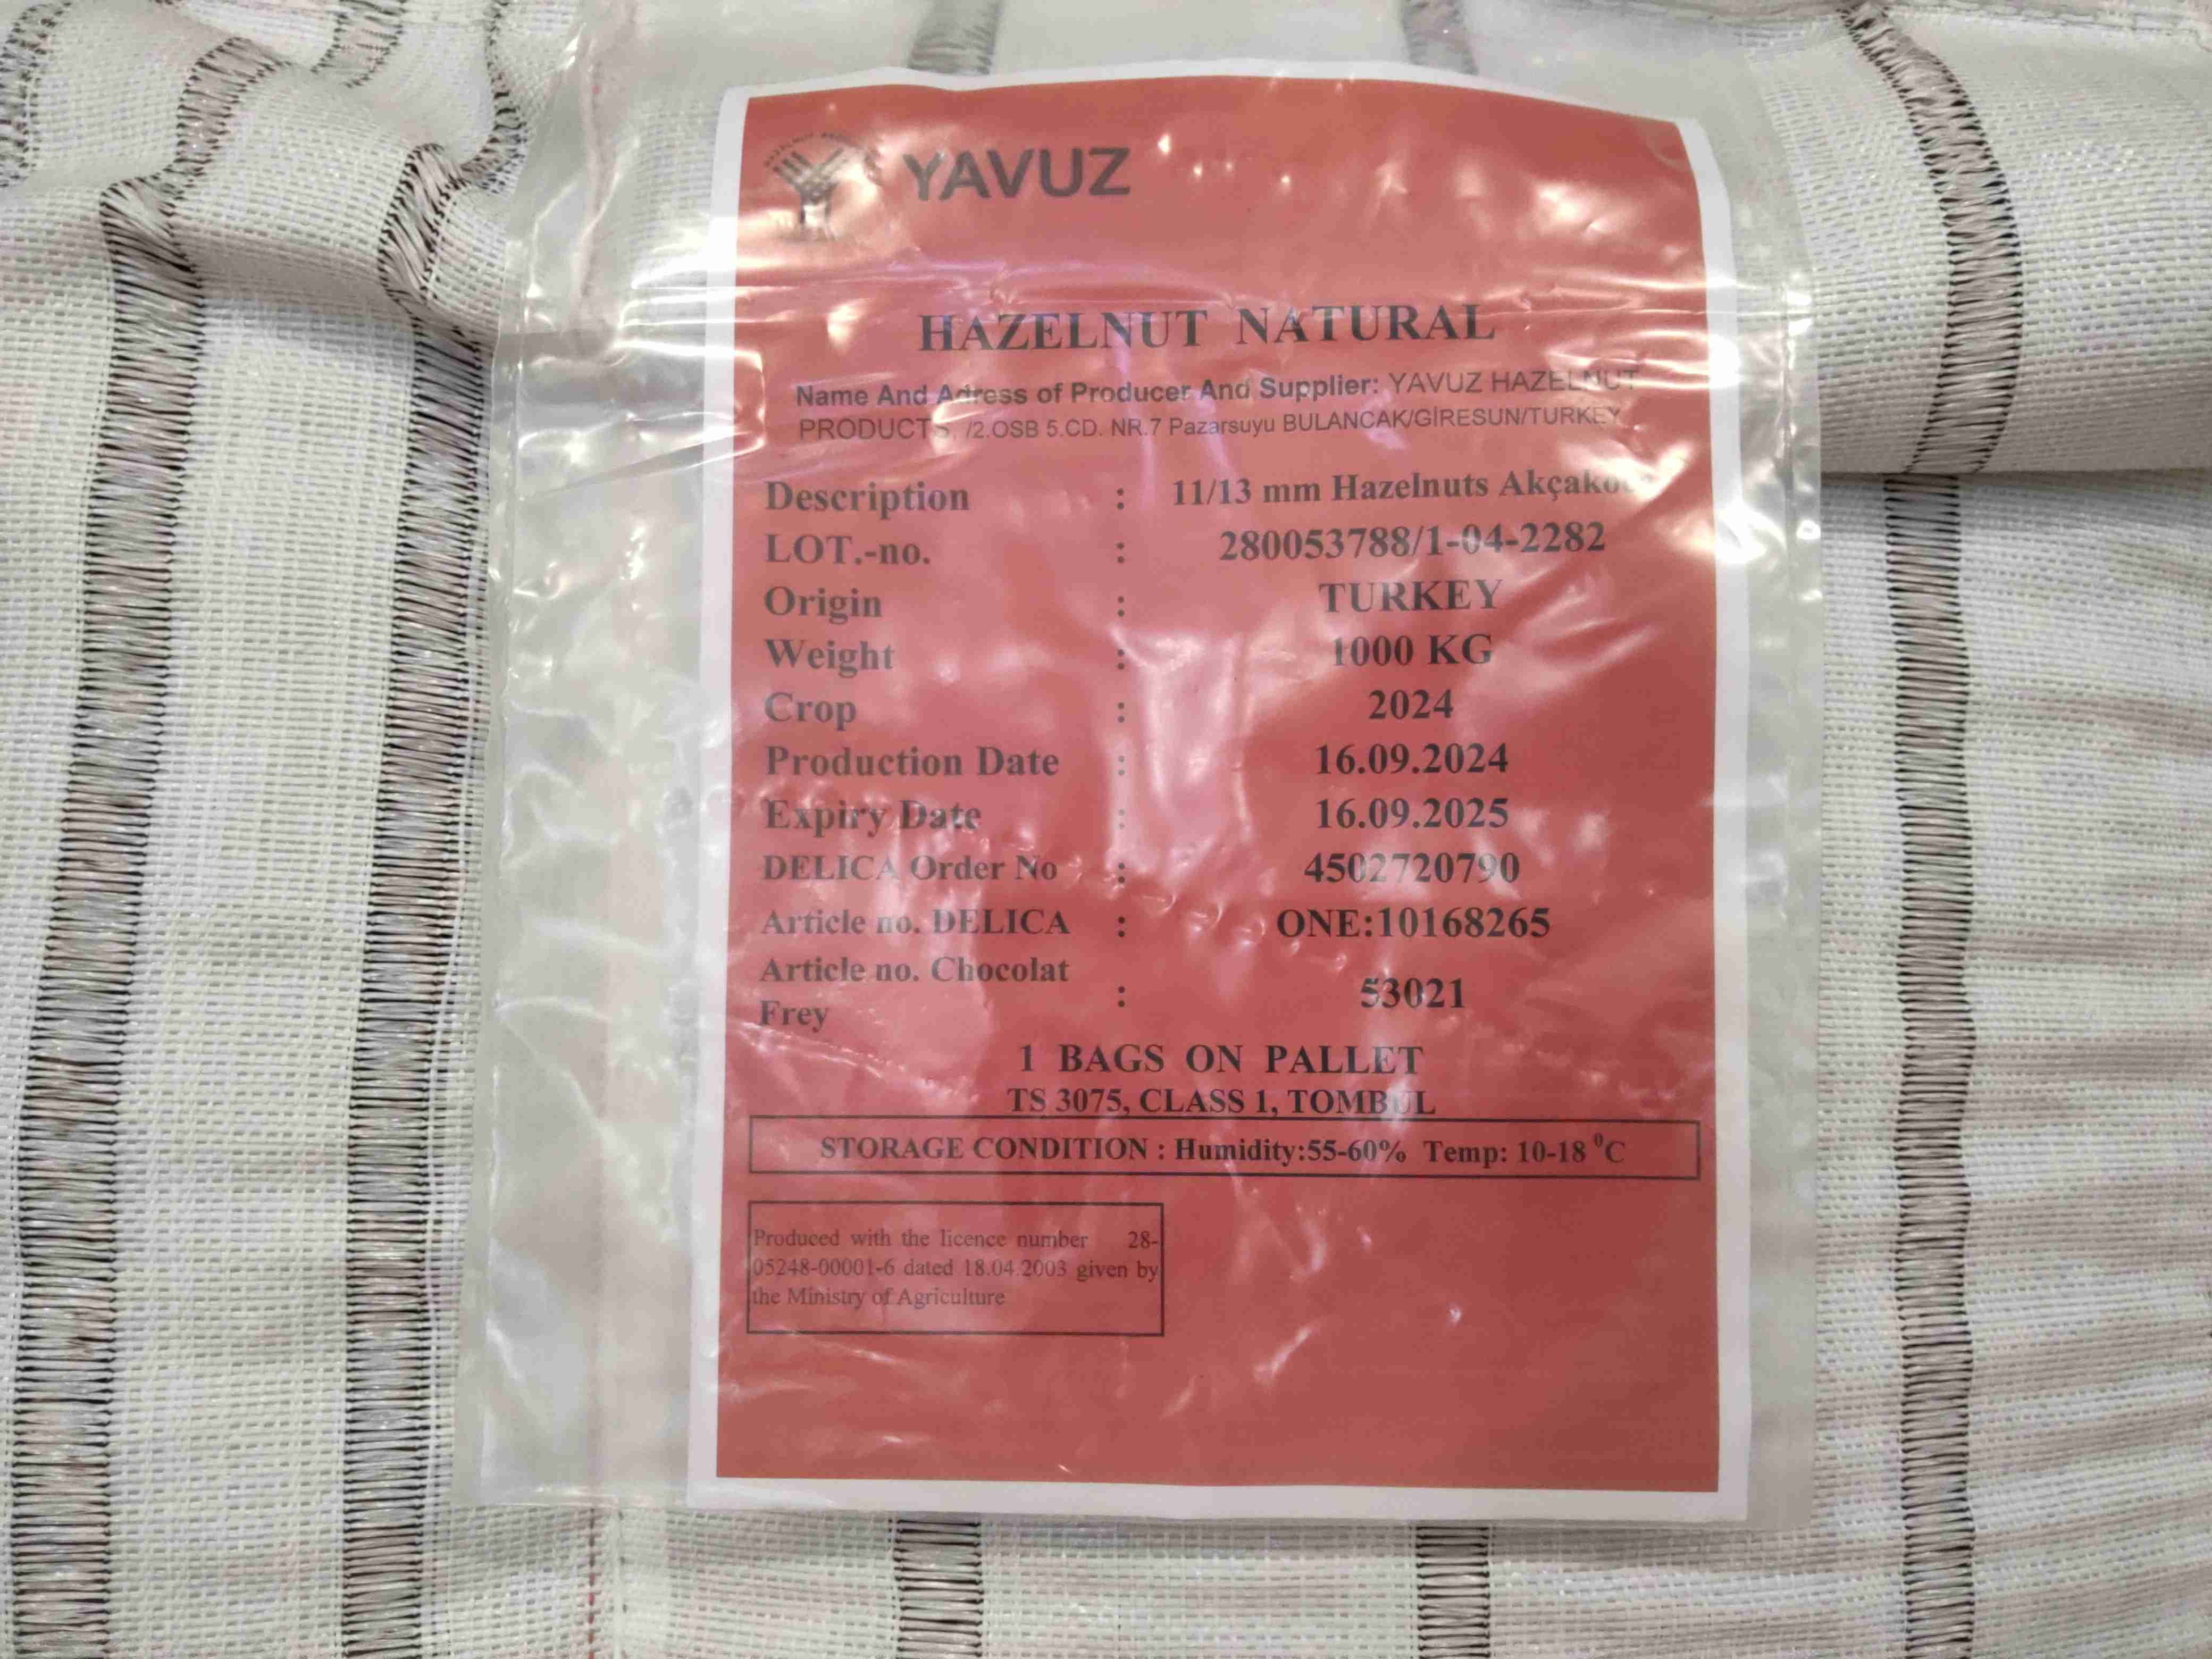 YAVUZ
HAZELNUT NATURAL
Name And Adress of Producer And Supplier: YAVUZ HAZELNUT
PRODUCTS, /2.OSB 5.CD. NR.7 Pazarsuyu BULANCAK/GİRESUN/TURKEY
Description : 11/13 mm Hazelnuts
LOT.-no. : 280053788/1-04-2282
Origin : TURKEY
Weight : 1000 KG
Crop : 2024
Production Date : 16.09.2024
Expiry Date : 16.09.2025
DELICA Order No : 4502720790
Article no. DELICA : ONE:10168265
Article no. Chocolat
Frey : 53021
1 BAGS ON PALLET
TS 3075, CLASS 1, TOMBUL
STORAGE CONDITION : Humidity:55-60% Temp: 10-18 ⁰C
Produced with the licence number 28-
05248-00001-6 dated 18.04.2003 given by
the Ministry of Agriculture